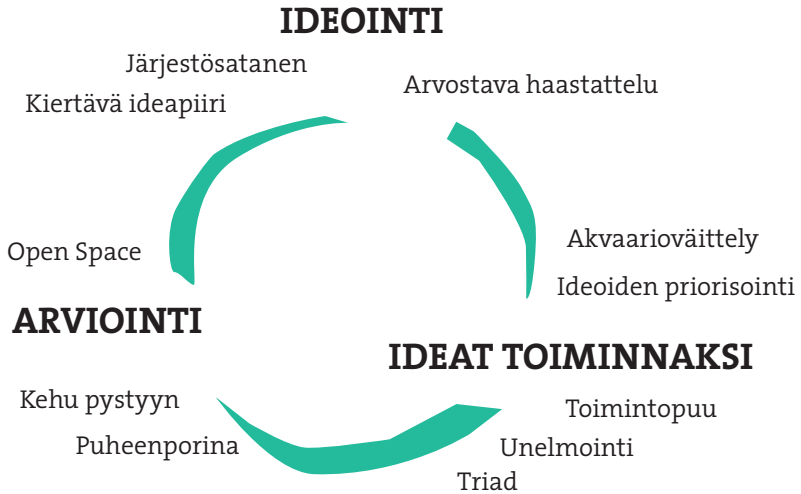 IDEOINTI
Järjestösatanen
Arvostava haastattelu
Kiertävä ideapiiri
Akvaarioväittely
Open Space
Ideoiden priorisointi
ARVIOINTI
IDEAT TOIMINNAKSI
Kehu pystyyn
Toimintopuu
Puheenporina
Unelmointi
Triad